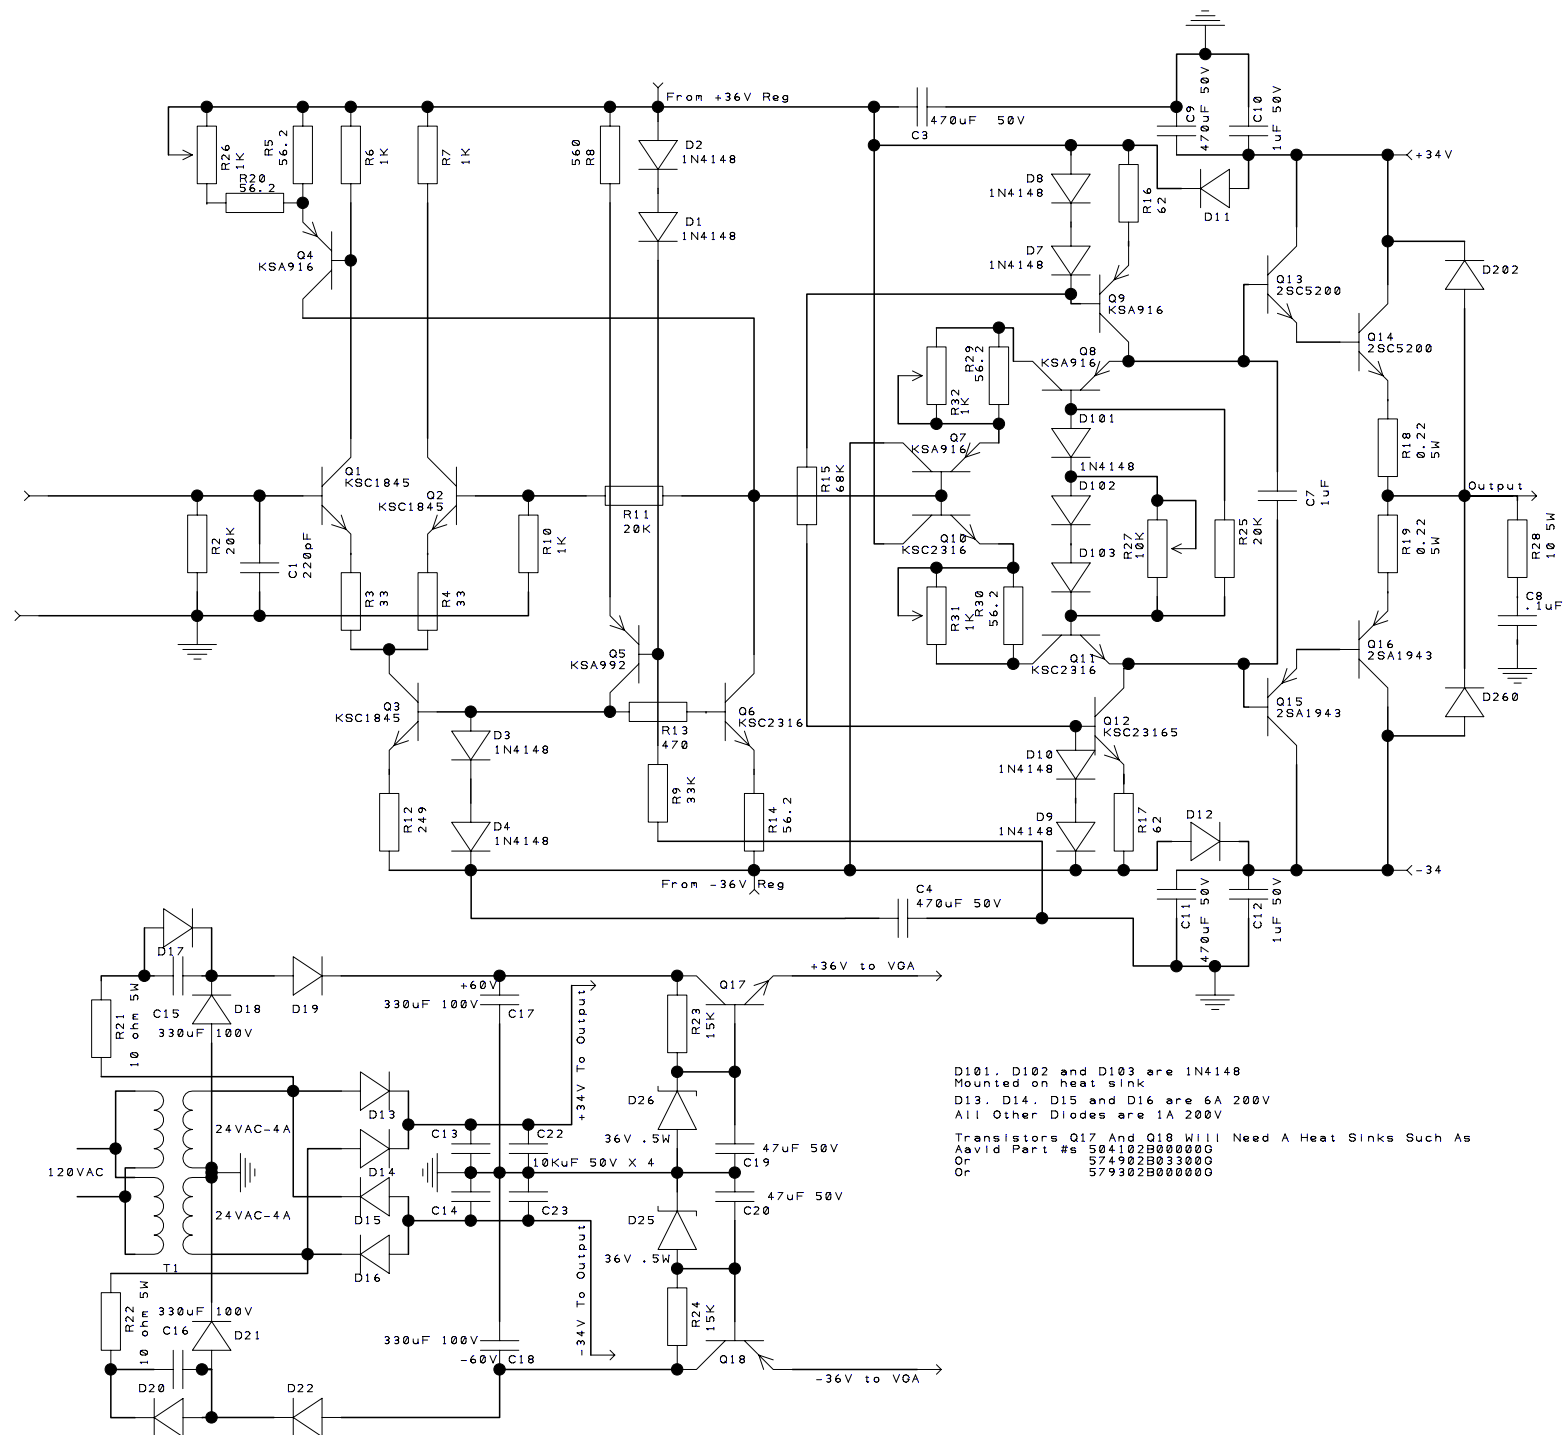 From +36V Reg
470uF 50V
C3
C9
470uF 50V
C10
1uF 50V
+34V
R26
1K
R5
56.2
R20
56.2
R6
1K
R7
1K
560
R8
D2
1N4148
D1
1N4148
D8
1N4148
D7
1N4148
R16
62
D11
Q4
KSA916
Q9
KSA916
Q13
2SC5200
D202
Q14
2SC5200
Q8
KSA916
R29
56.2
R32
1K
Q7
KSA916
D101
1N4148
D102
D103
R18
0.22
5W
Q1
KSC1845
Q2
KSC1845
R11
20K
R15
68K
C7
1uF
Output
R2
20K
C1
220pF
R3
33
R4
33
R10
1K
Q10
KSC2316
R27
10K
R25
20K
R19
0.22
5W
R28
10 5W
C8
.1uF
R31
1K
R30
56.2
Q11
KSC2316
Q5
KSA992
Q16
2SA1943
Q3
KSC1845
R13
470
Q6
KSC2316
Q12
KSC23165
Q15
2SA1943
D260
D3
1N4148
D10
1N4148
R12
249
R9
33K
R14
56.2
D4
1N4148
D9
1N4148
R17
62
D12
From -36V Reg
-34
C4
470uF 50V
C11
470uF 50V
C12
1uF 50V
D17
R21
10 ohm 5W
C15
330uF 100V
D18
D19
+60V
330uF 100V
C17
+34V To Output
R23
15K
Q17
+36V to VGA
D101, D102 and D103 are 1N4148
Mounted on heat sink
D13, D14, D15 and D16 are 6A 200V
All Other Diodes are 1A 200V
Transistors Q17 And Q18 Will Need A Heat Sinks Such As
Aavid Part #s 504102B00000G
Or 574902B03300G
Or 579302B00000G
120VAC
24VAC-4A
24VAC-4A
T1
D13
D14
D15
D16
C13
C22
10KuF 50V X 4
C14
C23
D26
36V .5W
47uF 50V
C19
47uF 50V
C20
D25
36V .5W
R22
10 ohm 5W
330uF 100V
C16
D21
D20
D22
330uF 100V
-60V
C18
-34V To Output
R24
15K
Q18
-36V to VGA